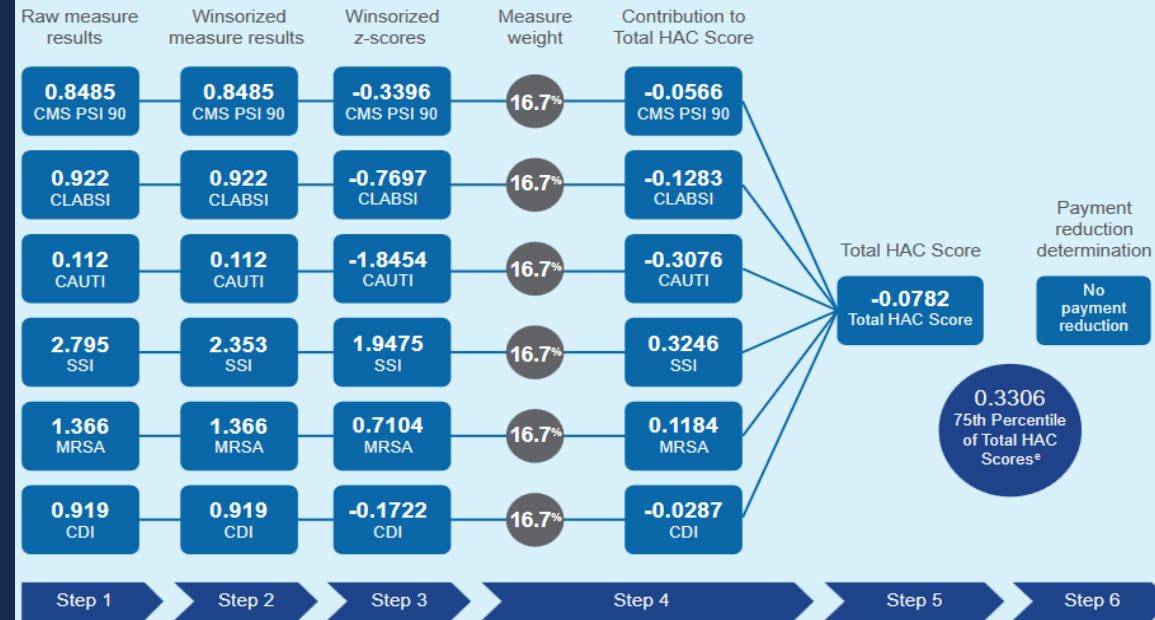 Raw measure
results
Winsorized
measure results
Winsorized
z-scores
Measure
weight
Contribution to
Total HAC Score
0.8485
CMS PSI 90
0.8485
CMS PSI 90
-0.3396
CMS PSI 90
16.7%
-0.0566
CMS PSI 90
0.922
CLABSI
0.922
CLABSI
-0.7697
CLABSI
16.7%
-0.1283
CLABSI
0.112
CAUTI
0.112
CAUTI
-1.8454
CAUTI
16.7%
-0.3076
CAUTI
2.795
SSI
2.353
SSI
1.9475
SSI
16.7%
0.3246
SSI
1.366
MRSA
1.366
MRSA
0.7104
MRSA
16.7%
0.1184
MRSA
0.919
CDI
0.919
CDI
-0.1722
CDI
16.7%
-0.0287
CDI
Total HAC Score
-0.0782
Total HAC Score
Payment
reduction
determination
No
payment
reduction
0.3306
75th Percentile
of Total HAC
Scoresᵉ
Step 1
Step 2
Step 3
Step 4
Step 5
Step 6